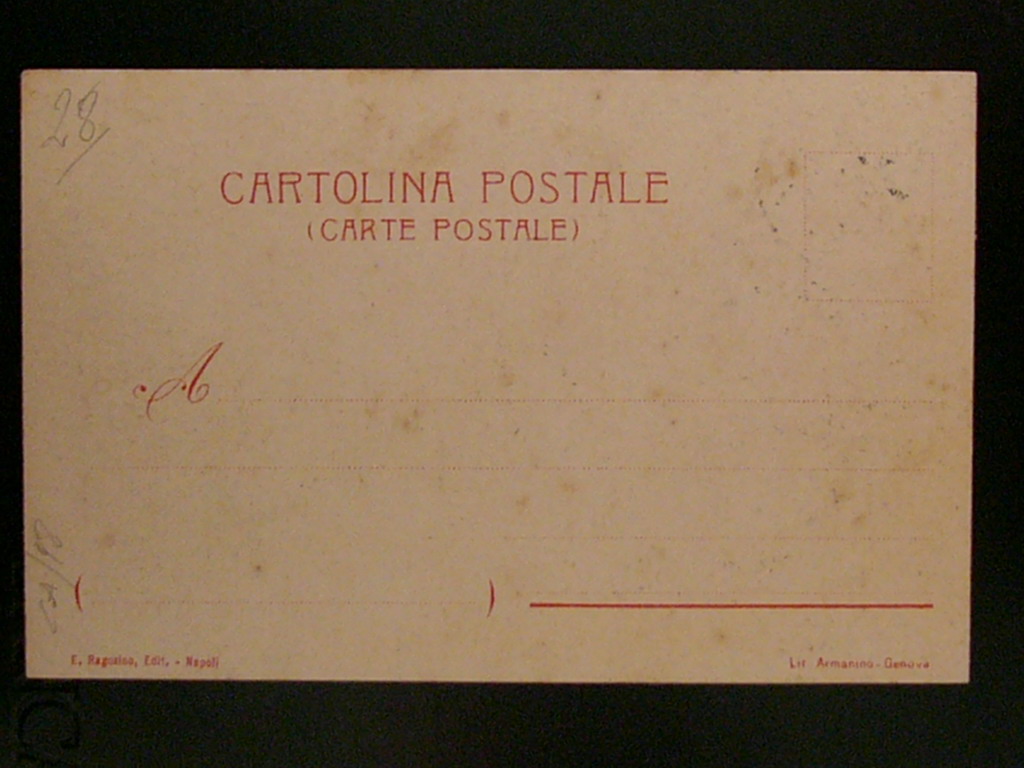 28
CARTOLINA POSTALE
(CARTE POSTALE)
A
( )
E. Ragozino, Edit. - Napoli
Lit. Armanino - Genova